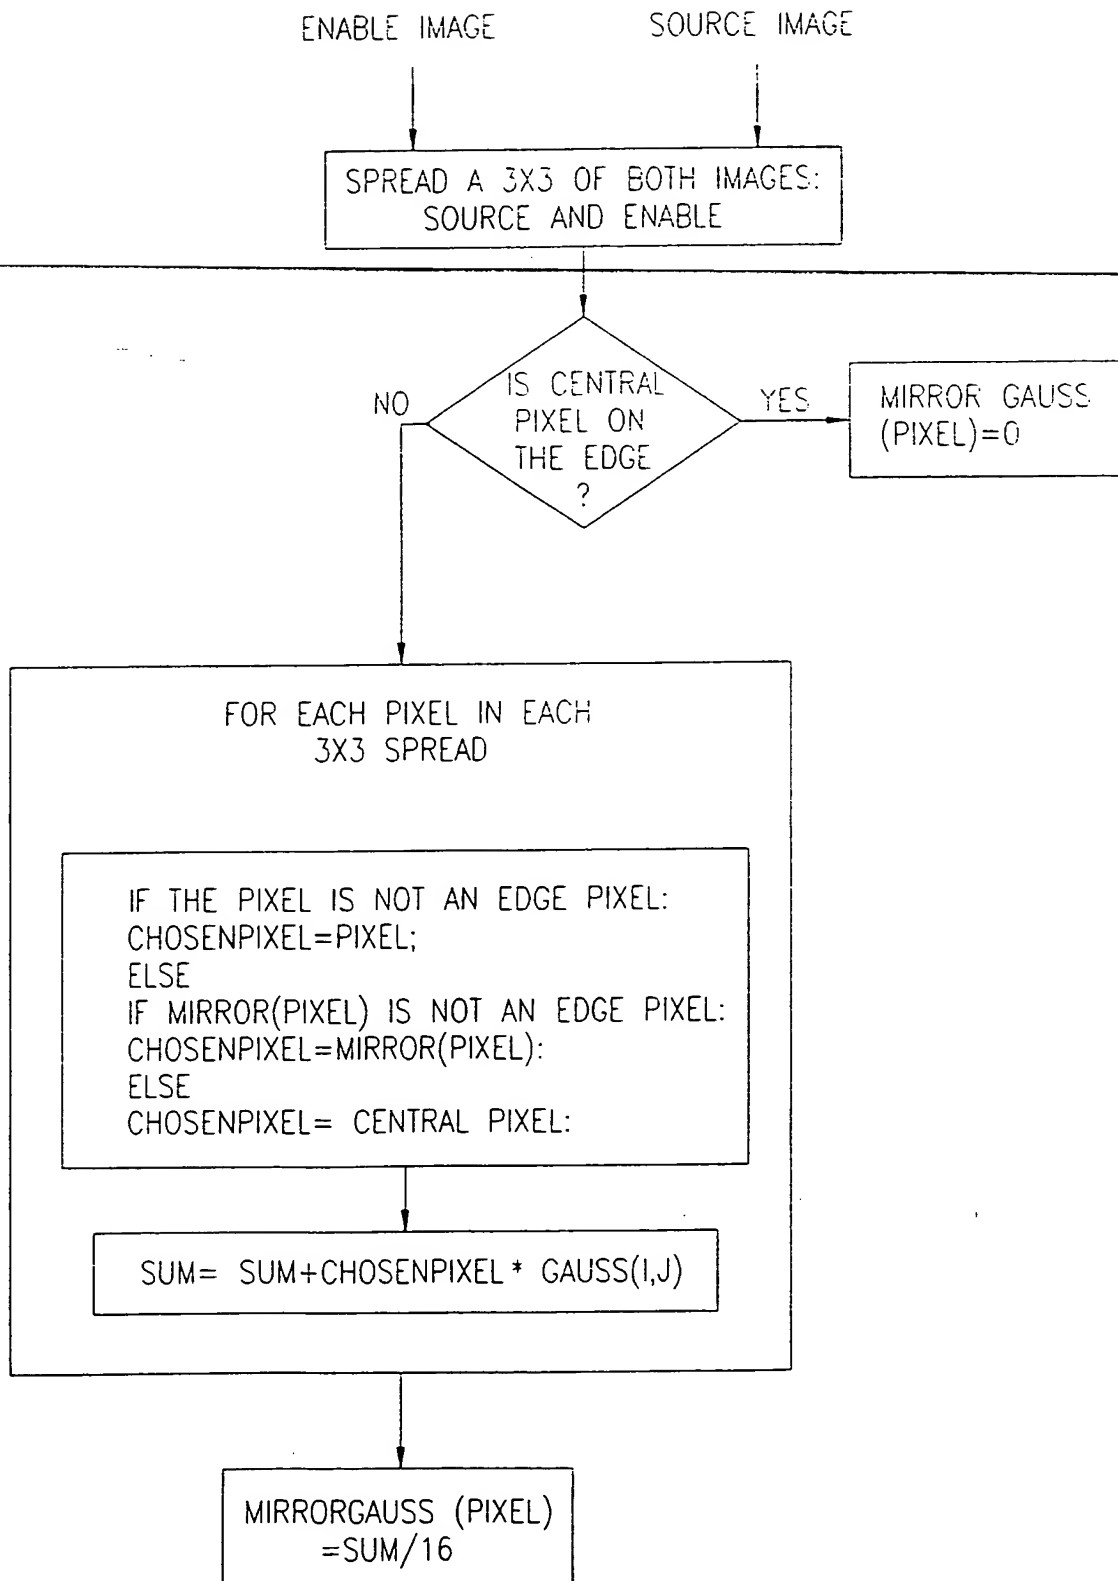 ENABLE IMAGE
SOURCE IMAGE
SPREAD A 3X3 OF BOTH IMAGES:
SOURCE AND ENABLE
IS CENTRAL
PIXEL ON
THE EDGE
?
NO
YES
MIRROR GAUSS
(PIXEL)=0
FOR EACH PIXEL IN EACH
3X3 SPREAD
IF THE PIXEL IS NOT AN EDGE PIXEL:
CHOSENPIXEL=PIXEL;
ELSE
IF MIRROR(PIXEL) IS NOT AN EDGE PIXEL:
CHOSENPIXEL=MIRROR(PIXEL):
ELSE
CHOSENPIXEL= CENTRAL PIXEL:
SUM= SUM+CHOSENPIXEL* GAUSS(I,J)
MIRRORGAUSS (PIXEL)
=SUM/16